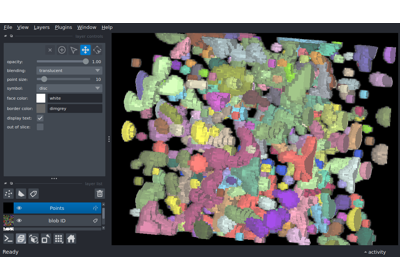 File View Layers Plugins Window Help
opacity: 1.00
blending: translucent
point size: 10
symbol: disc
face color: white
border color: dimgrey
display text:
out of slice:
Points
blob ID
Ready
activity